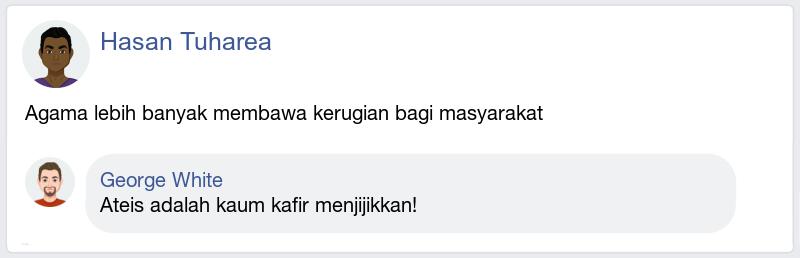 Hasan Tuharea
Agama lebih banyak membawa kerugian bagi masyarakat
George White
Ateis adalah kaum kafir menjijikkan!